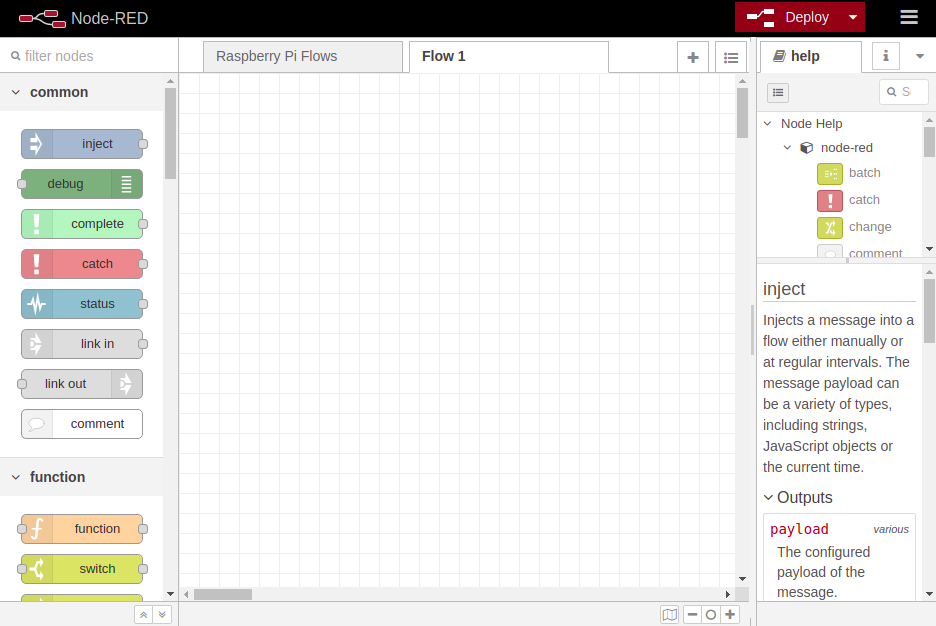 Node-RED
Deploy
filter nodes
Raspberry Pi Flows
Flow 1
help
common
inject
debug
complete
catch
status
link in
link out
comment
function
function
switch
Node Help
node-red
batch
catch
change
comment
inject
Injects a message into a
flow either manually or
at regular intervals. The
message payload can
be a variety of types,
including strings,
JavaScript objects or
the current time.
Outputs
payload various
The configured
payload of the
message.